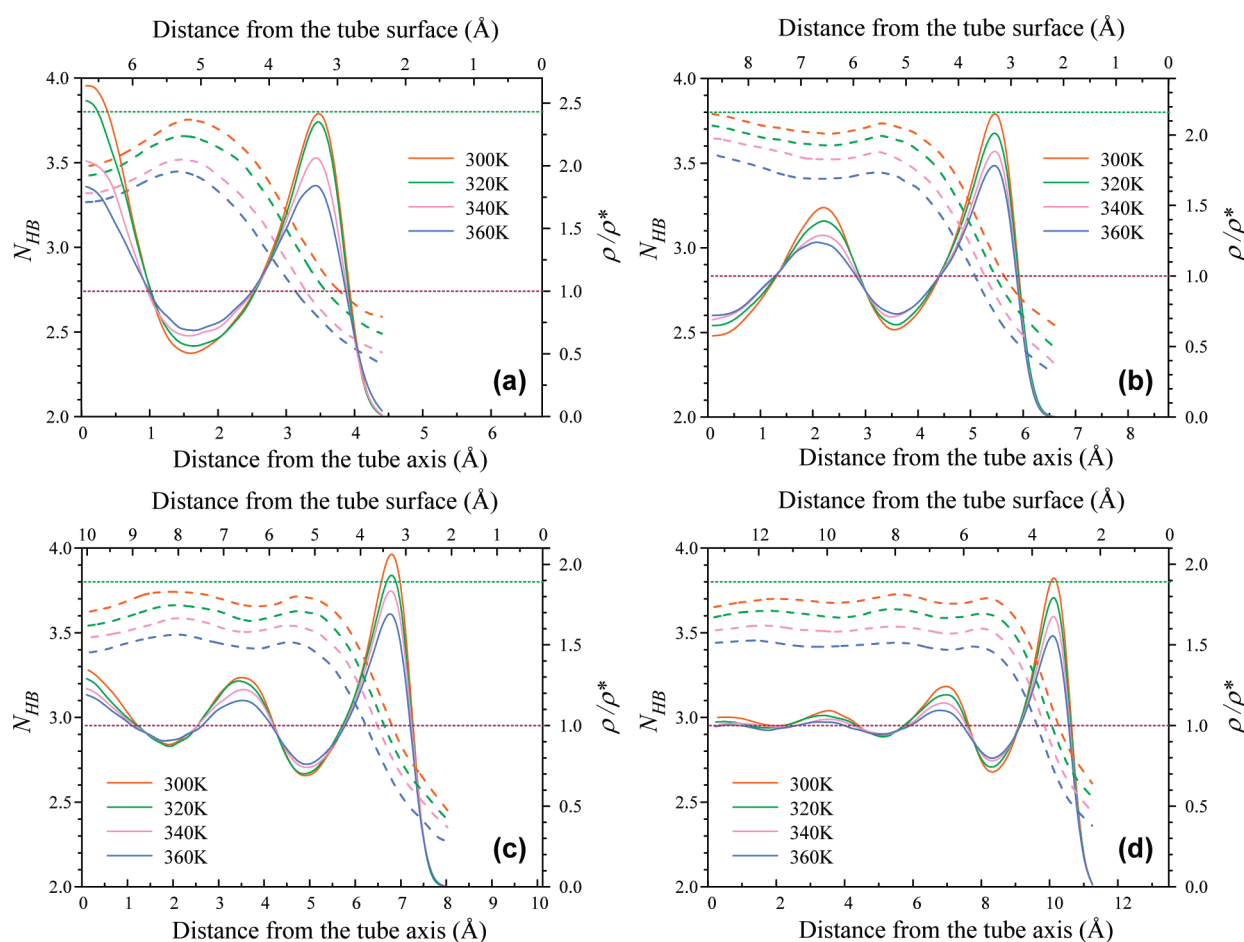 Distance from the tube surface (Å)
6 5 4 3 2 1 0
4.0 3.5 3.0 2.5 2.0
N_HB
2.5 2.0 1.5 1.0 0.5 0.0
ρ/ρ*
300K
320K
340K
360K
(a)
0 1 2 3 4 5 6
Distance from the tube axis (Å)
Distance from the tube surface (Å)
8 7 6 5 4 3 2 1 0
4.0 3.5 3.0 2.5 2.0
N_HB
2.0 1.5 1.0 0.5 0.0
ρ/ρ*
300K
320K
340K
360K
(b)
0 1 2 3 4 5 6 7 8
Distance from the tube axis (Å)
Distance from the tube surface (Å)
10 9 8 7 6 5 4 3 2 1 0
4.0 3.5 3.0 2.5 2.0
N_HB
2.0 1.5 1.0 0.5 0.0
ρ/ρ*
300K
320K
340K
360K
(c)
0 1 2 3 4 5 6 7 8 9 10
Distance from the tube axis (Å)
Distance from the tube surface (Å)
12 10 8 6 4 2 0
4.0 3.5 3.0 2.5 2.0
N_HB
2.0 1.5 1.0 0.5 0.0
ρ/ρ*
300K
320K
340K
360K
(d)
0 2 4 6 8 10 12
Distance from the tube axis (Å)